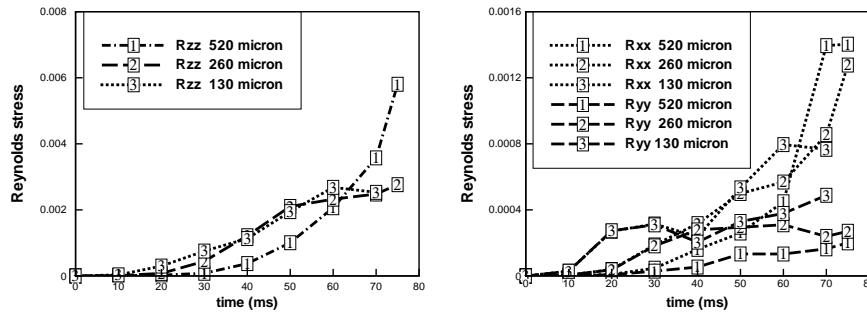 0.008
0.006
0.004
0.002
0
Reynolds stress
1 Rzz 520 micron
2 Rzz 260 micron
3 Rzz 130 micron
0 10 20 30 40 50 60 70 80
time (ms)
0.0016
0.0012
0.0008
0.0004
0.0
Reynolds stress
1 Rxx 520 micron
2 Rxx 260 micron
3 Rxx 130 micron
1 Ryy 520 micron
2 Ryy 260 micron
3 Ryy 130 micron
0 10 20 30 40 50 60 70 8
time (ms)